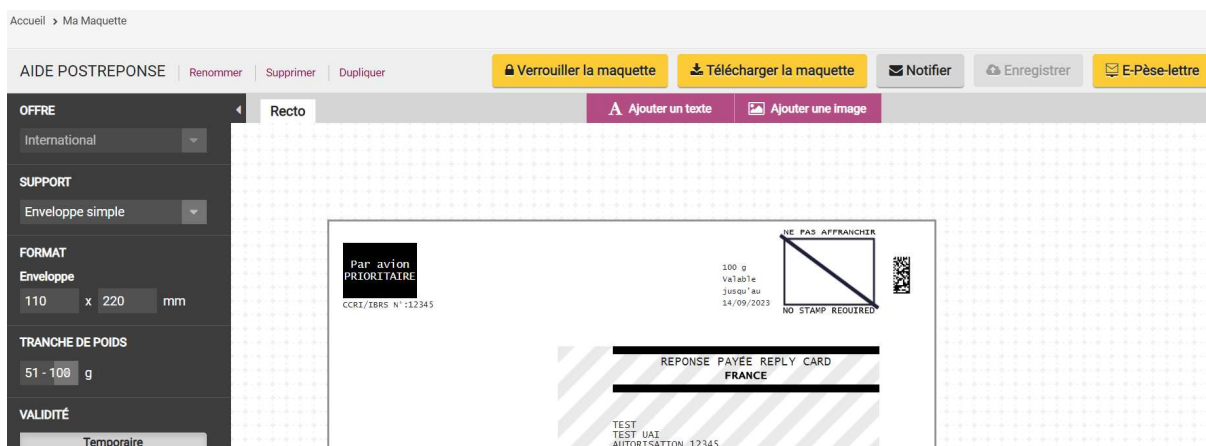 Accueil > Ma Maquette
AIDE POSTREPONSE Renommer Supprimer Dupliquer Verrouiller la maquette Télécharger la maquette Notifier Enregistrer E-Pèse-lettre
OFFRE
International
SUPPORT
Enveloppe simple
FORMAT
Enveloppe
110 x 220 mm
TRANCHE DE POIDS
51 - 100 g
VALIDITÉ
Temporaire
Recto
A Ajouter un texte Ajouter une image
Par avion
PRIORITAIRE
CCRI/IBRS N°:12345
100 g
Valable
jusqu'au
14/09/2023
NE PAS AFFRANCHIR
NO STAMP REQUIRED
REPONSE PAYÉE REPLY CARD
FRANCE
TEST
TEST UAI
AUTORISATION 12345